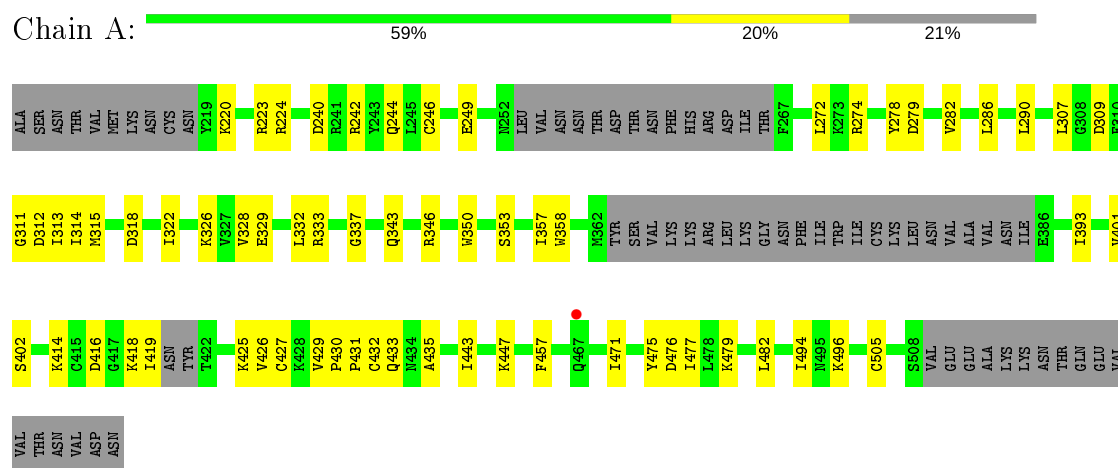 Chain A:
59% 20% 21%
ALA SER ASN THR VAL MET LYS ASN CYS ASN Y219 K220 R223 R224 D240 R241 R242 Y243 Q244 L245 C246 E249 N252 LEU VAL ASN ASN THR ASP THR ASN PHE HIS ARG ASP ILE THR F267 L272 K273 R274 Y278 D279 V282 L286 L290 L307 G308 D309
G311 D312 I313 I314 M315 D318 I322 K326 V327 V328 E329 L332 R333 G337 Q343 R346 W350 S353 I357 W358 M362 TYR SER VAL LYS LYS ARG LEU LYS GLY ASN PHE ILE TRP ILE CYS LYS LEU ASN VAL ALA VAL ASN ILE E386 I393
S402 K414 C415 D416 G417 K418 I419 ASN TYR T422 K425 V426 C427 K428 V429 P430 P431 C432 Q433 N434 A435 I443 K447 F457 Q467 I471 Y475 D476 I477 L478 K479 L482 I494 N495 K496 C505 S508 VAL GLU GLU ALA LYS LYS ASN THR GLN GLU
VAL THR ASN VAL ASP ASN